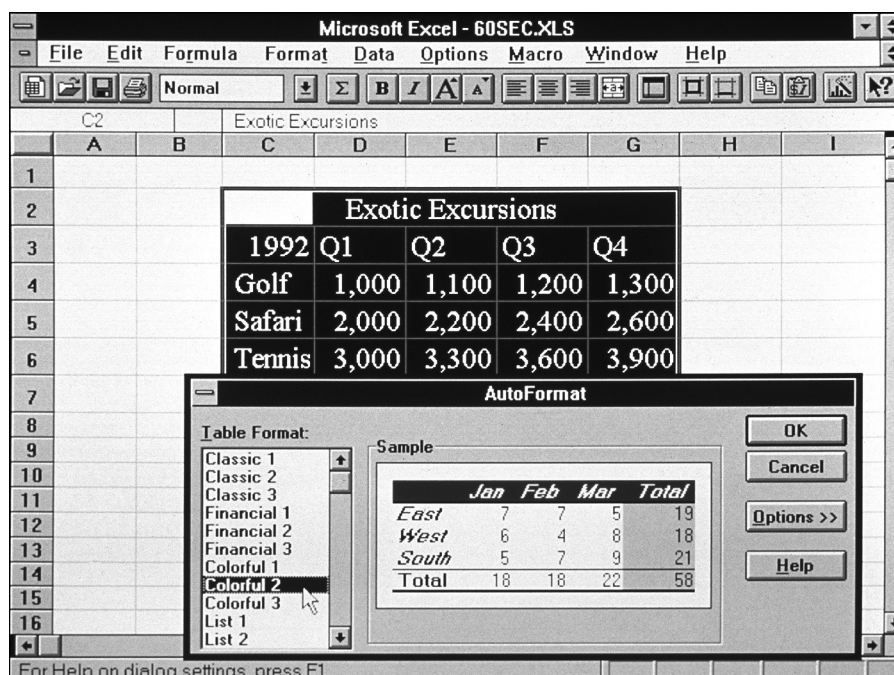 Microsoft Excel - 60SEC.XLS
File Edit Formula Format Data Options Macro Window Help
Normal Σ B I A A
C2 Exotic Excursions
A B C D E F G H I
1
2 Exotic Excursions
3 1992 Q1 Q2 Q3 Q4
4 Golf 1,000 1,100 1,200 1,300
5 Safari 2,000 2,200 2,400 2,600
6 Tennis 3,000 3,300 3,600 3,900
7
8
9
10
11
12
13
14
15
16
AutoFormat
Table Format:
Classic 1
Classic 2
Classic 3
Financial 1
Financial 2
Financial 3
Colorful 1
Colorful 2
Colorful 3
List 1
List 2
Sample
Jan Feb Mar Total
East 7 7 5 19
West 6 4 8 18
South 5 7 9 21
Total 18 18 22 58
OK
Cancel
Options >>
Help
For Help on dialog settings, press F1